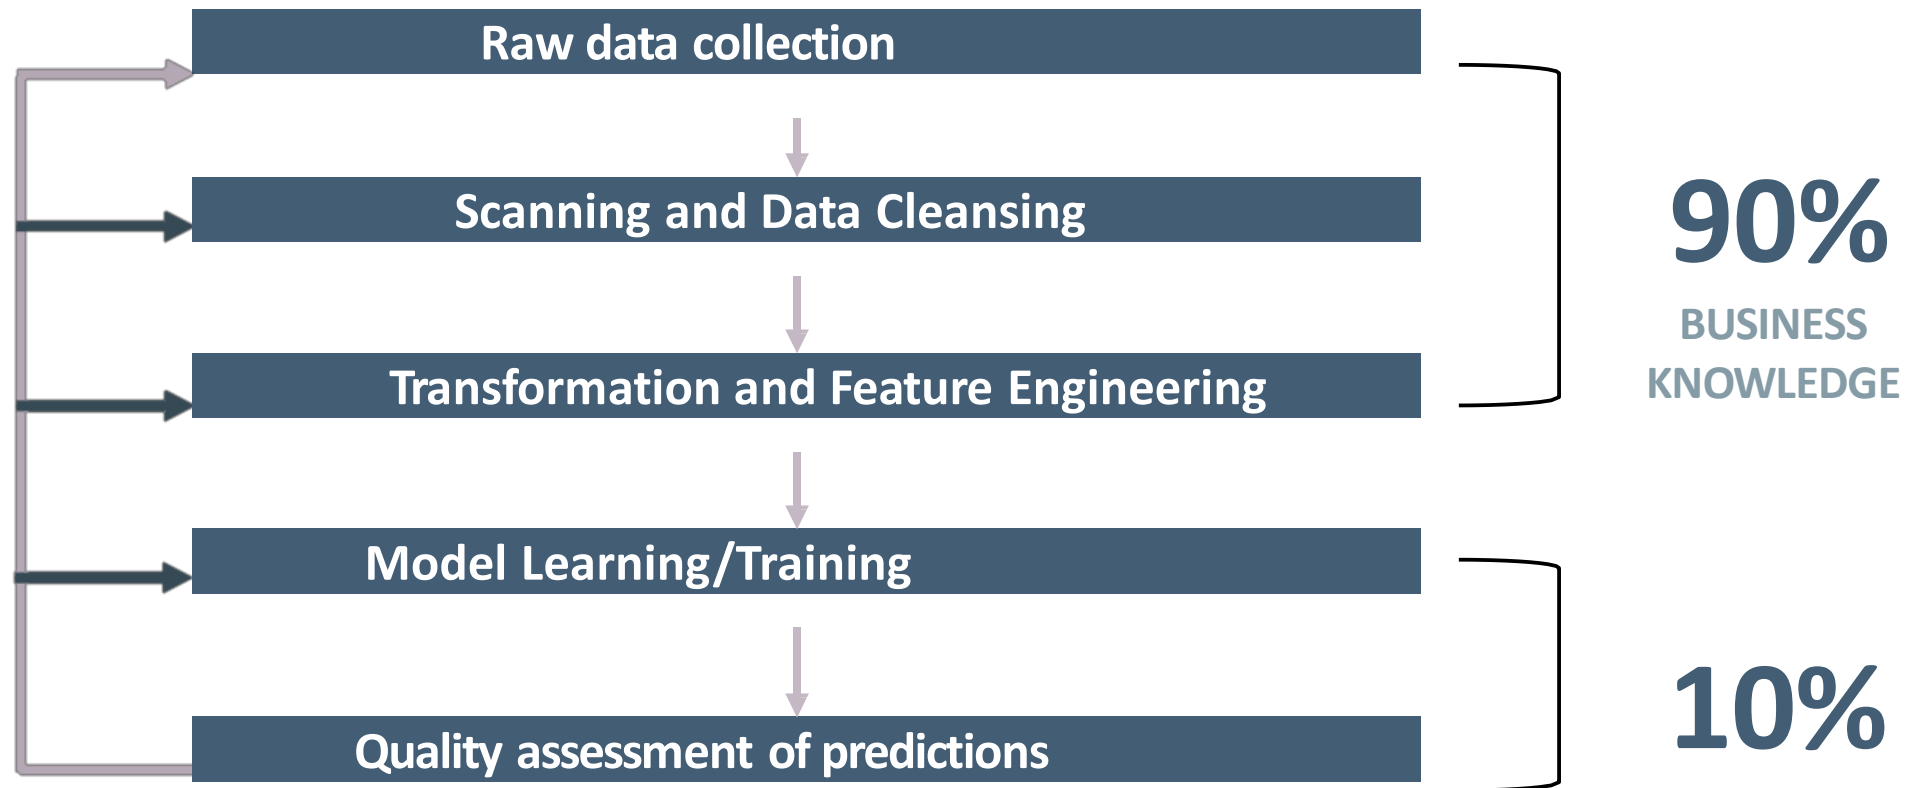 Raw data collection
Scanning and Data Cleansing
Transformation and Feature Engineering
Model Learning/Training
Quality assessment of predictions
90%
BUSINESS
KNOWLEDGE
10%